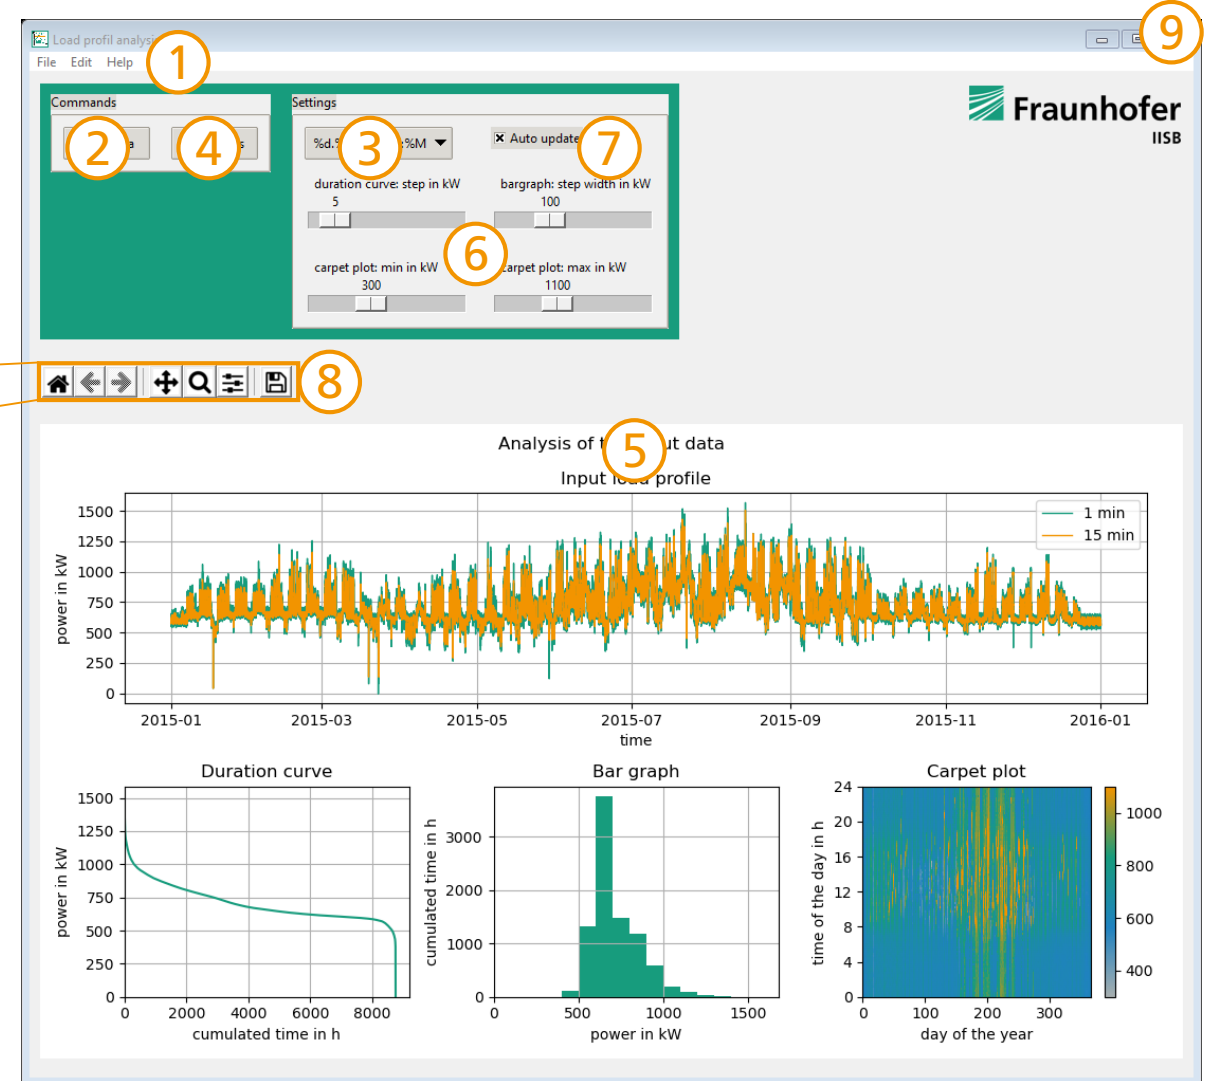 Load profil analysis
File Edit Help
1
9
Commands
2
4
Settings
3
%d. :%M
Auto update
7
duration curve: step in kW
5
bargraph: step width in kW
100
6
carpet plot: min in kW
300
carpet plot: max in kW
1100
Fraunhofer
IISB
8
Analysis of data
5
Input load profile
1 min
15 min
power in kW
1500
1250
1000
750
500
250
0
2015-01 2015-03 2015-05 2015-07 2015-09 2015-11 2016-01
time
Duration curve
power in kW
1500
1250
1000
750
500
250
0
0 2000 4000 6000 8000
cumulated time in h
Bar graph
cumulated time in h
3000
2000
1000
0
0 500 1000 1500
power in kW
Carpet plot
time of the day in h
24
20
16
12
8
4
0
0 100 200 300
day of the year
1000
800
600
400